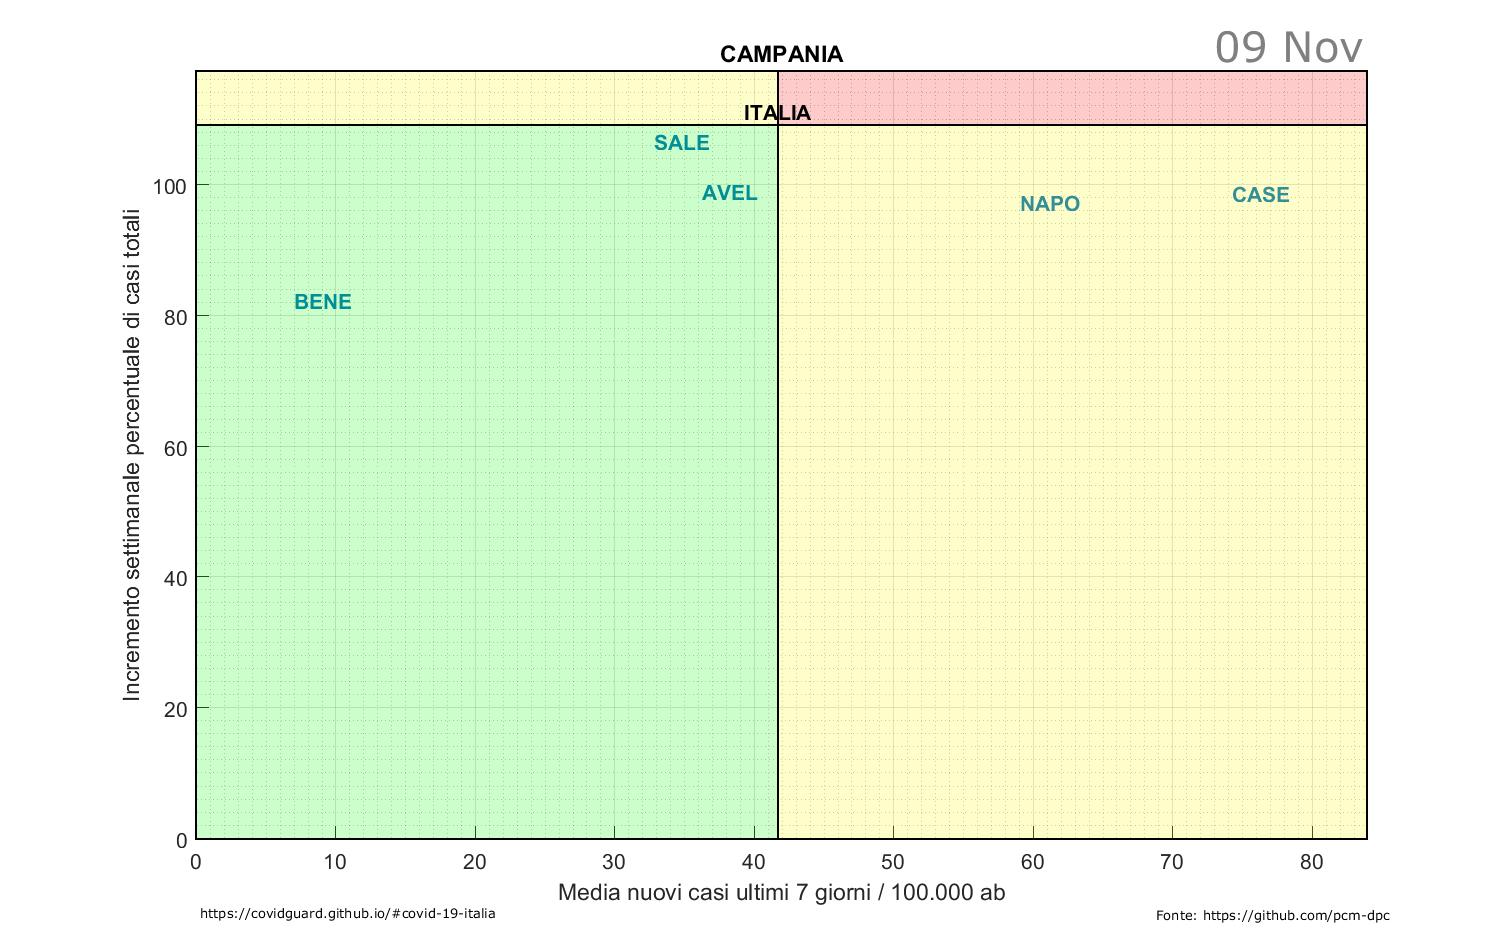 09 Nov
CAMPANIA
ITALIA
SALE
AVEL
CASE
NAPO
BENE
Incremento settimanale percentuale di casi totali
100
80
60
40
20
0
0 10 20 30 40 50 60 70 80
Media nuovi casi ultimi 7 giorni / 100.000 ab
https://covidguard.github.io/#covid-19-italia
Fonte: https://github.com/pcm-dpc